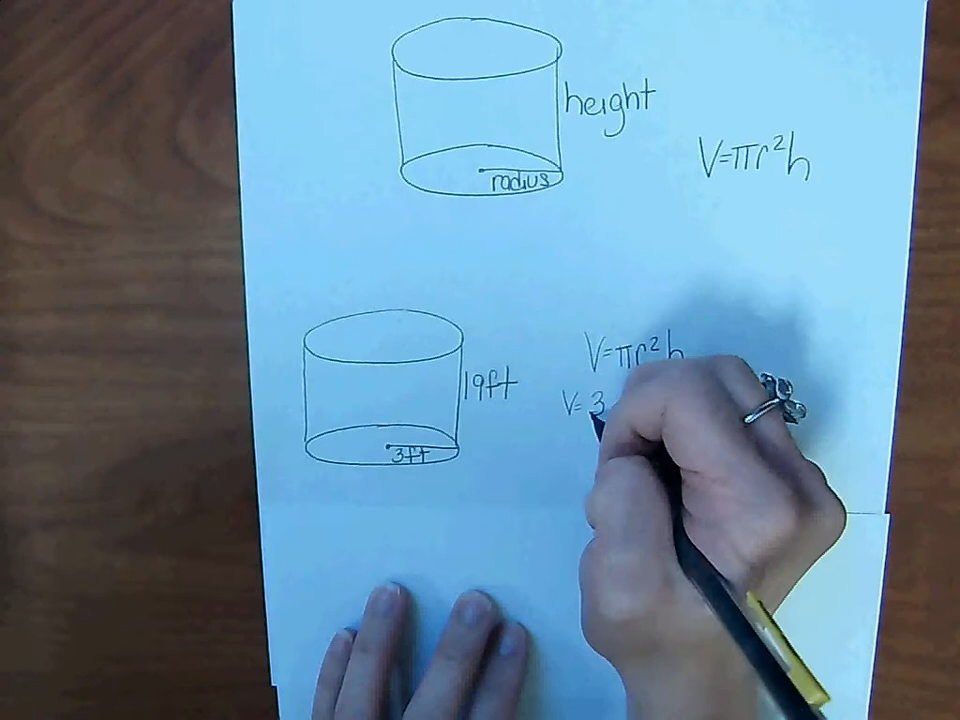 height
radius
V=πr²h
19ft
3ft
V=πr²h
V=3